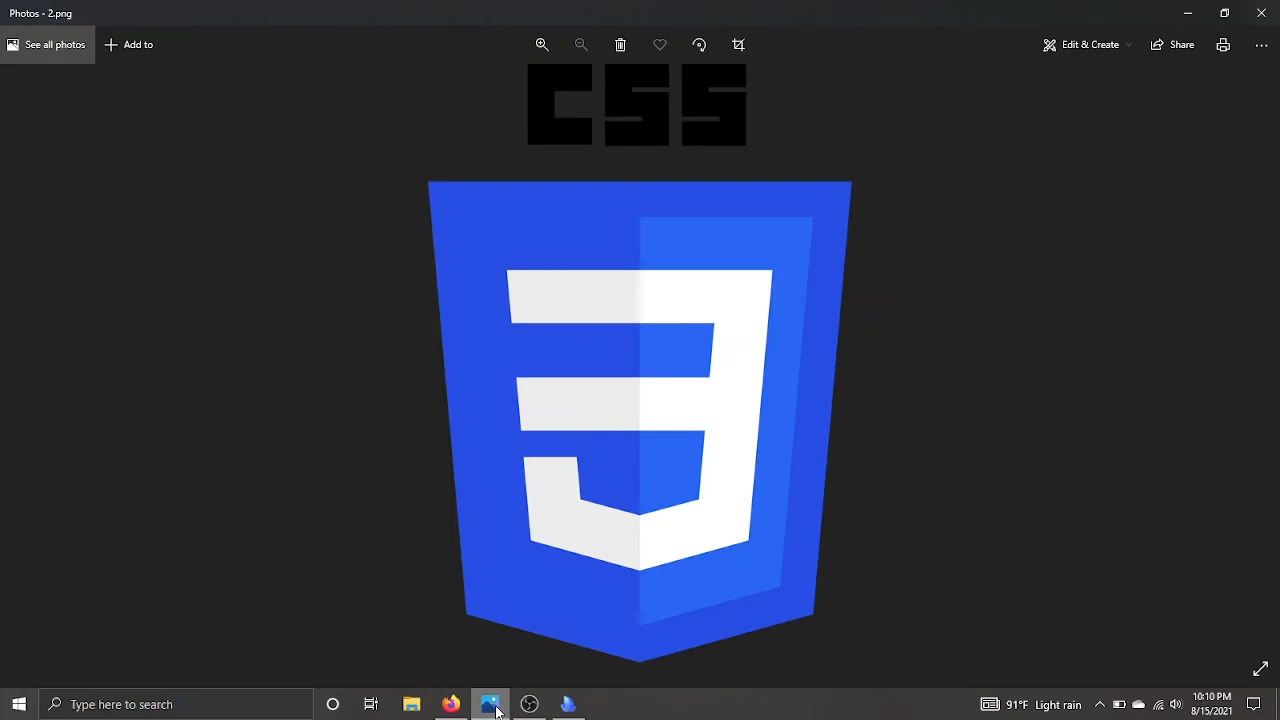 Photos - 2.png
See all photos
Add to
Edit & Create
Share
CSS
3
Type here to search
91°F Light rain
10:10 PM
8/15/2021